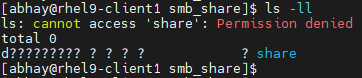 [abhay@rhel9-client1 smb_share]$ ls -ll
ls: cannot access 'share': Permission denied
total 0
d????????? ? ? ? ?            ? share
[abhay@rhel9-client1 smb_share]$